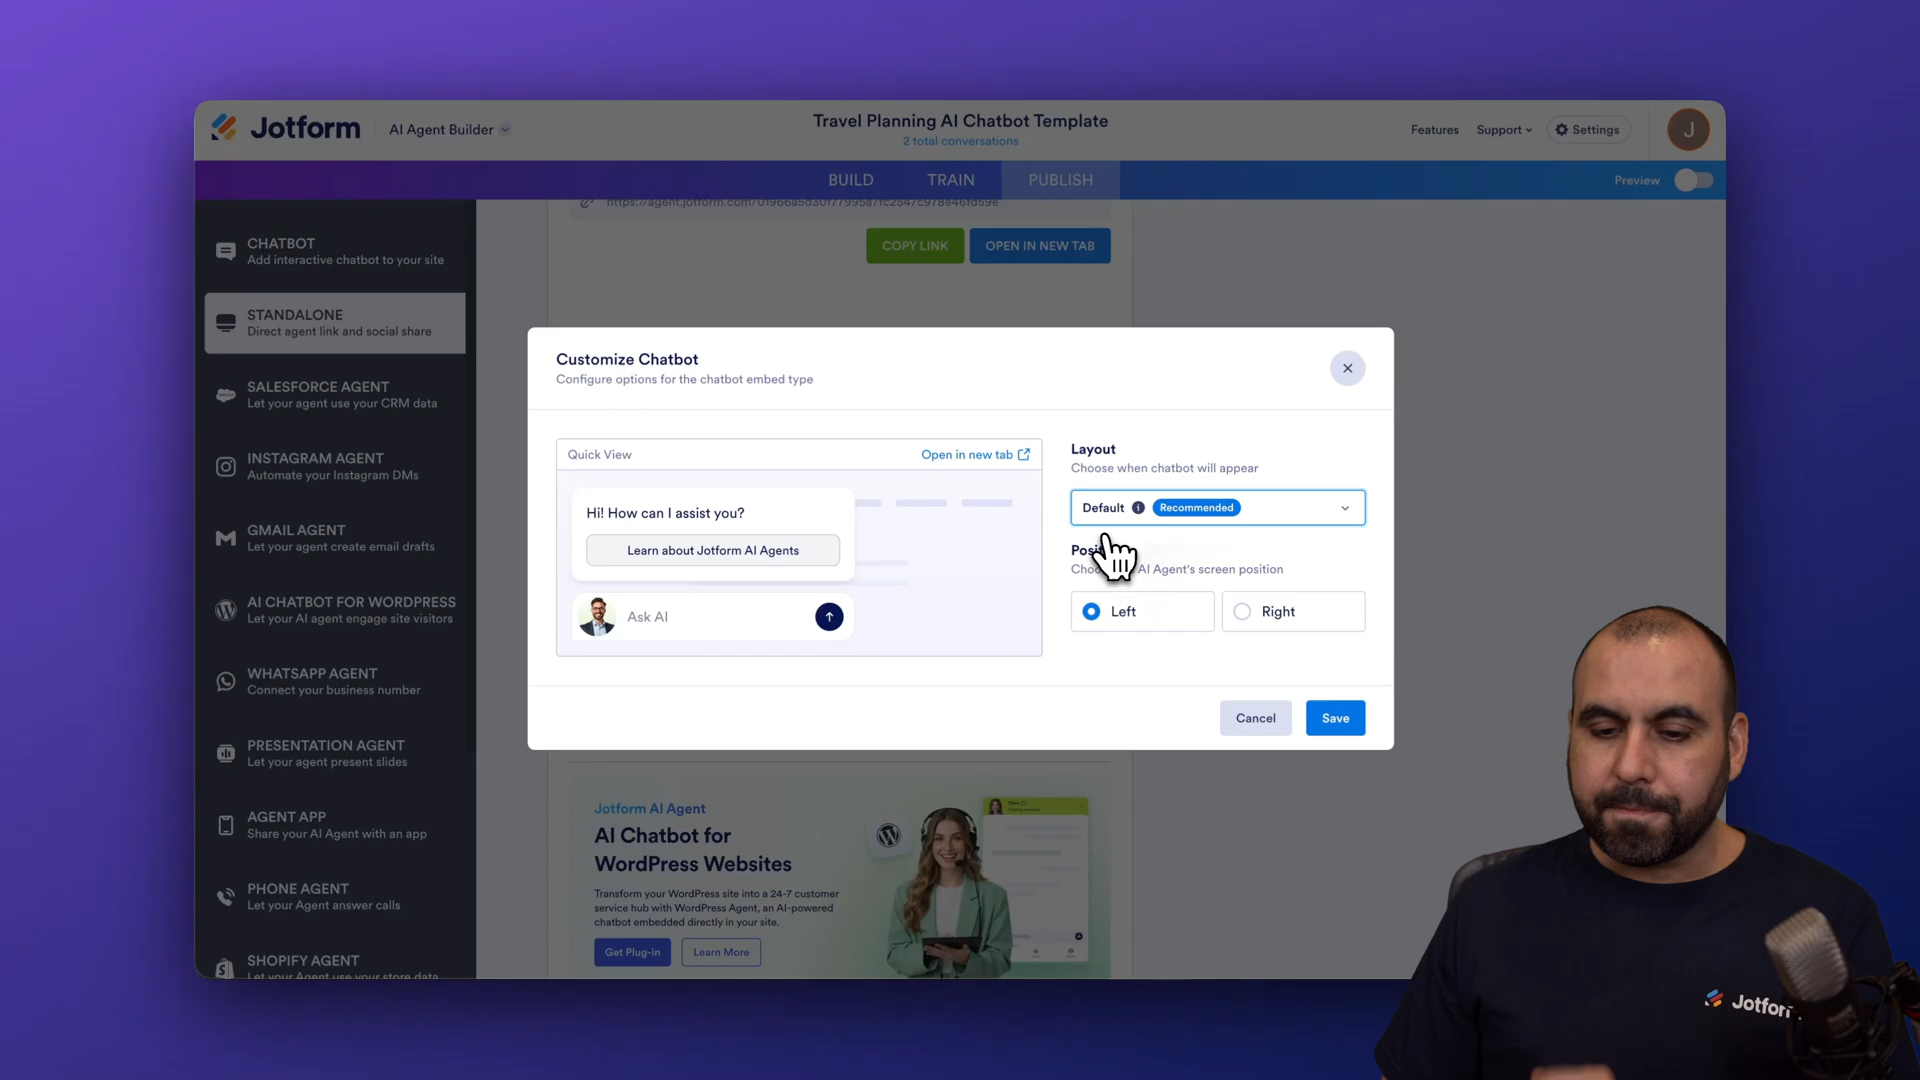 Jotform
AI Agent Builder
Travel Planning AI Chatbot Template
2 total conversations
Features
Support
Settings
J
BUILD
TRAIN
PUBLISH
Preview
CHATBOT
Add interactive chatbot to your site
STANDALONE
Direct agent link and social share
SALESFORCE AGENT
Let your agent use your CRM data
INSTAGRAM AGENT
Automate your Instagram DMs
GMAIL AGENT
Let your agent create email drafts
AI CHATBOT FOR WORDPRESS
Let your AI agent engage site visitors
WHATSAPP AGENT
Connect your business number
PRESENTATION AGENT
Let your agent present slides
AGENT APP
Share your AI Agent with an app
PHONE AGENT
Let your Agent answer calls
SHOPIFY AGENT
Let your Agent use your store data
COPY LINK
OPEN IN NEW TAB
Customize Chatbot
Configure options for the chatbot embed type
Quick View
Open in new tab
Hi! How can I assist you?
Learn about Jotform AI Agents
Ask AI
Layout
Choose when chatbot will appear
Default
Recommended
AI Agent's screen position
Left
Right
Cancel
Save
Jotform AI Agent
AI Chatbot for
WordPress Websites
Transform your WordPress site into a 24-7 customer
service hub with WordPress Agent, an AI-powered
chatbot embedded directly in your site.
Get Plug-in
Learn More
Jotform